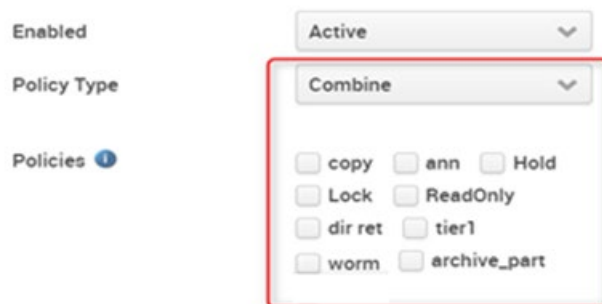 Enabled Active
Policy Type Combine
Policies copy ann Hold
Lock ReadOnly
dir ret tier1
worm archive_part